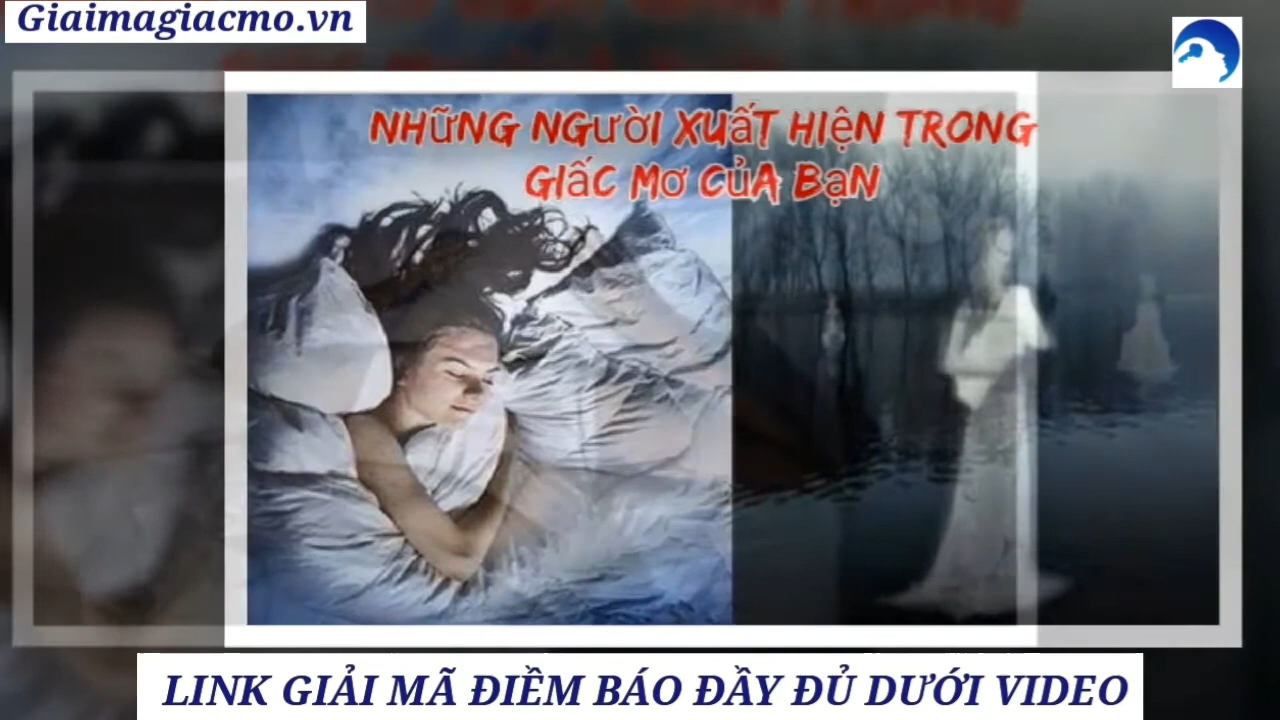 Giaimagiacmo.vn
NHỮNG NGƯỜI XUẤT HIỆN TRONG
GIẤC MƠ CỦA BẠN
LINK GIẢI MÃ ĐIỀM BÁO ĐẦY ĐỦ DƯỚI VIDEO